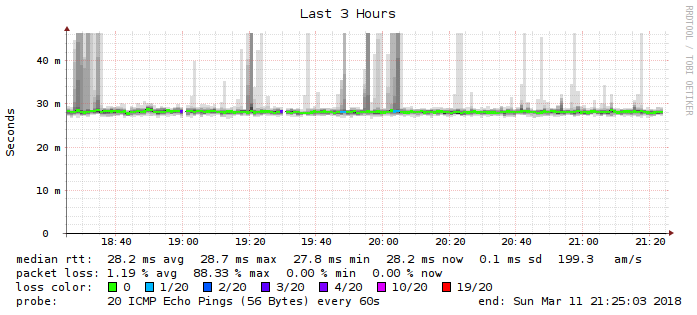 Last 3 Hours
RRDTOOL / TOBI OETIKER
Seconds
40 m
30 m
20 m
10 m
0
18:40 19:00 19:20 19:40 20:00 20:20 20:40 21:00 21:20
median rtt: 28.2 ms avg 28.7 ms max 27.8 ms min 28.2 ms now 0.1 ms sd 199.3 am/s
packet loss: 1.19 % avg 88.33 % max 0.00 % min 0.00 % now
loss color: 0 1/20 2/20 3/20 4/20 10/20 19/20
probe: 20 ICMP Echo Pings (56 Bytes) every 60s end: Sun Mar 11 21:25:03 2018